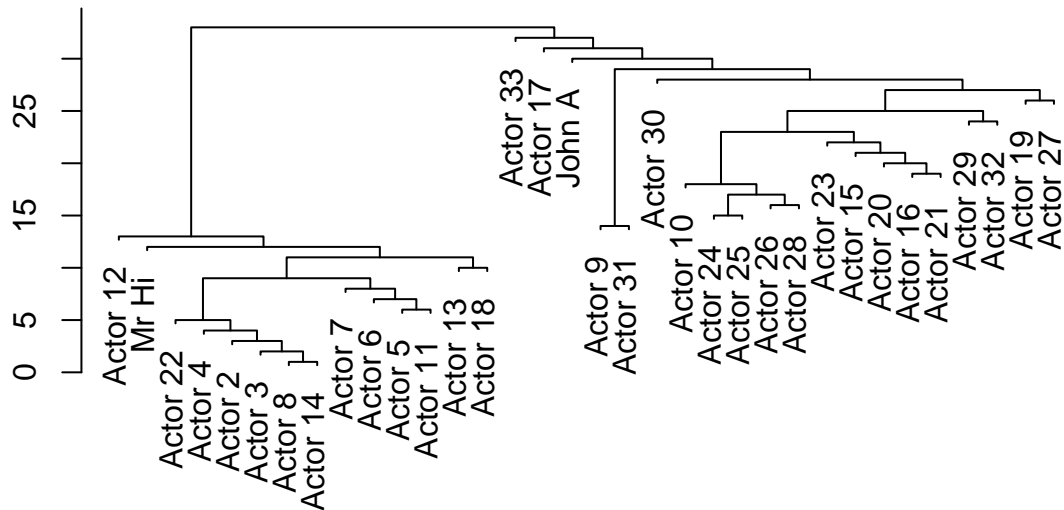 25
15
5
0
Actor 12
Mr Hi
Actor 22
Actor 4
Actor 2
Actor 3
Actor 8
Actor 14
Actor 7
Actor 6
Actor 5
Actor 11
Actor 13
Actor 18
Actor 33
Actor 17
John A
Actor 9
Actor 31
Actor 30
Actor 10
Actor 24
Actor 25
Actor 26
Actor 28
Actor 23
Actor 15
Actor 20
Actor 16
Actor 21
Actor 29
Actor 32
Actor 19
Actor 27